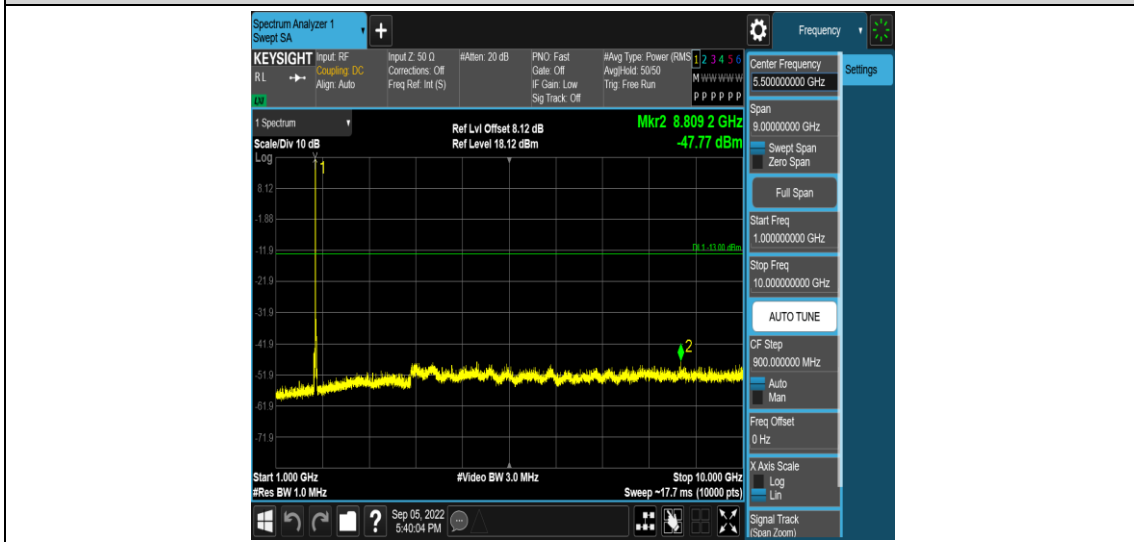 Spectrum Analyzer 1
Swept SA
+
Frequency
KEYSIGHT
RL
LXI
Input: RF
Coupling: DC
Align: Auto
Input Z: 50 Ω
Corrections: Off
Freq Ref: Int (S)
#Atten: 20 dB
PNO: Fast
Gate: Off
IF Gain: Low
Sig Track: Off
#Avg Type: Power (RMS
Avg|Hold: 50/50
Trig: Free Run
1 2 3 4 5 6
M W W W W W
P P P P P P
1 Spectrum
Scale/Div 10 dB
Log
Ref Lvl Offset 8.12 dB
Ref Level 18.12 dBm
Mkr2 8.809 2 GHz
-47.77 dBm
1
8.12
-1.88
-11.9
DL1 -13.00 dBm
-21.9
-31.9
-41.9
2
-51.9
-61.9
-71.9
Start 1.000 GHz
#Res BW 1.0 MHz
#Video BW 3.0 MHz
Stop 10.000 GHz
Sweep ~17.7 ms (10000 pts)
?
Sep 05, 2022
5:40:04 PM
Center Frequency
5.50000000 GHz
Settings
Span
9.00000000 GHz
Swept Span
Zero Span
Full Span
Start Freq
1.000000000 GHz
Stop Freq
10.000000000 GHz
AUTO TUNE
CF Step
900.000000 MHz
Auto
Man
Freq Offset
0 Hz
X Axis Scale
Log
Lin
Signal Track
(Span Zoom)